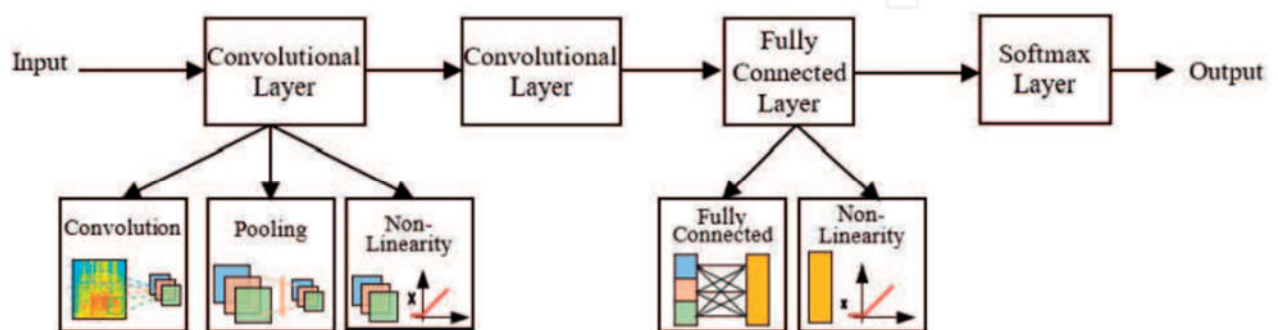 Input
Convolutional
Layer
Convolutional
Layer
Fully
Connected
Layer
Softmax
Layer
Output
Convolution
Pooling
Non-
Linearity
x
Fully
Connected
Non-
Linearity
x